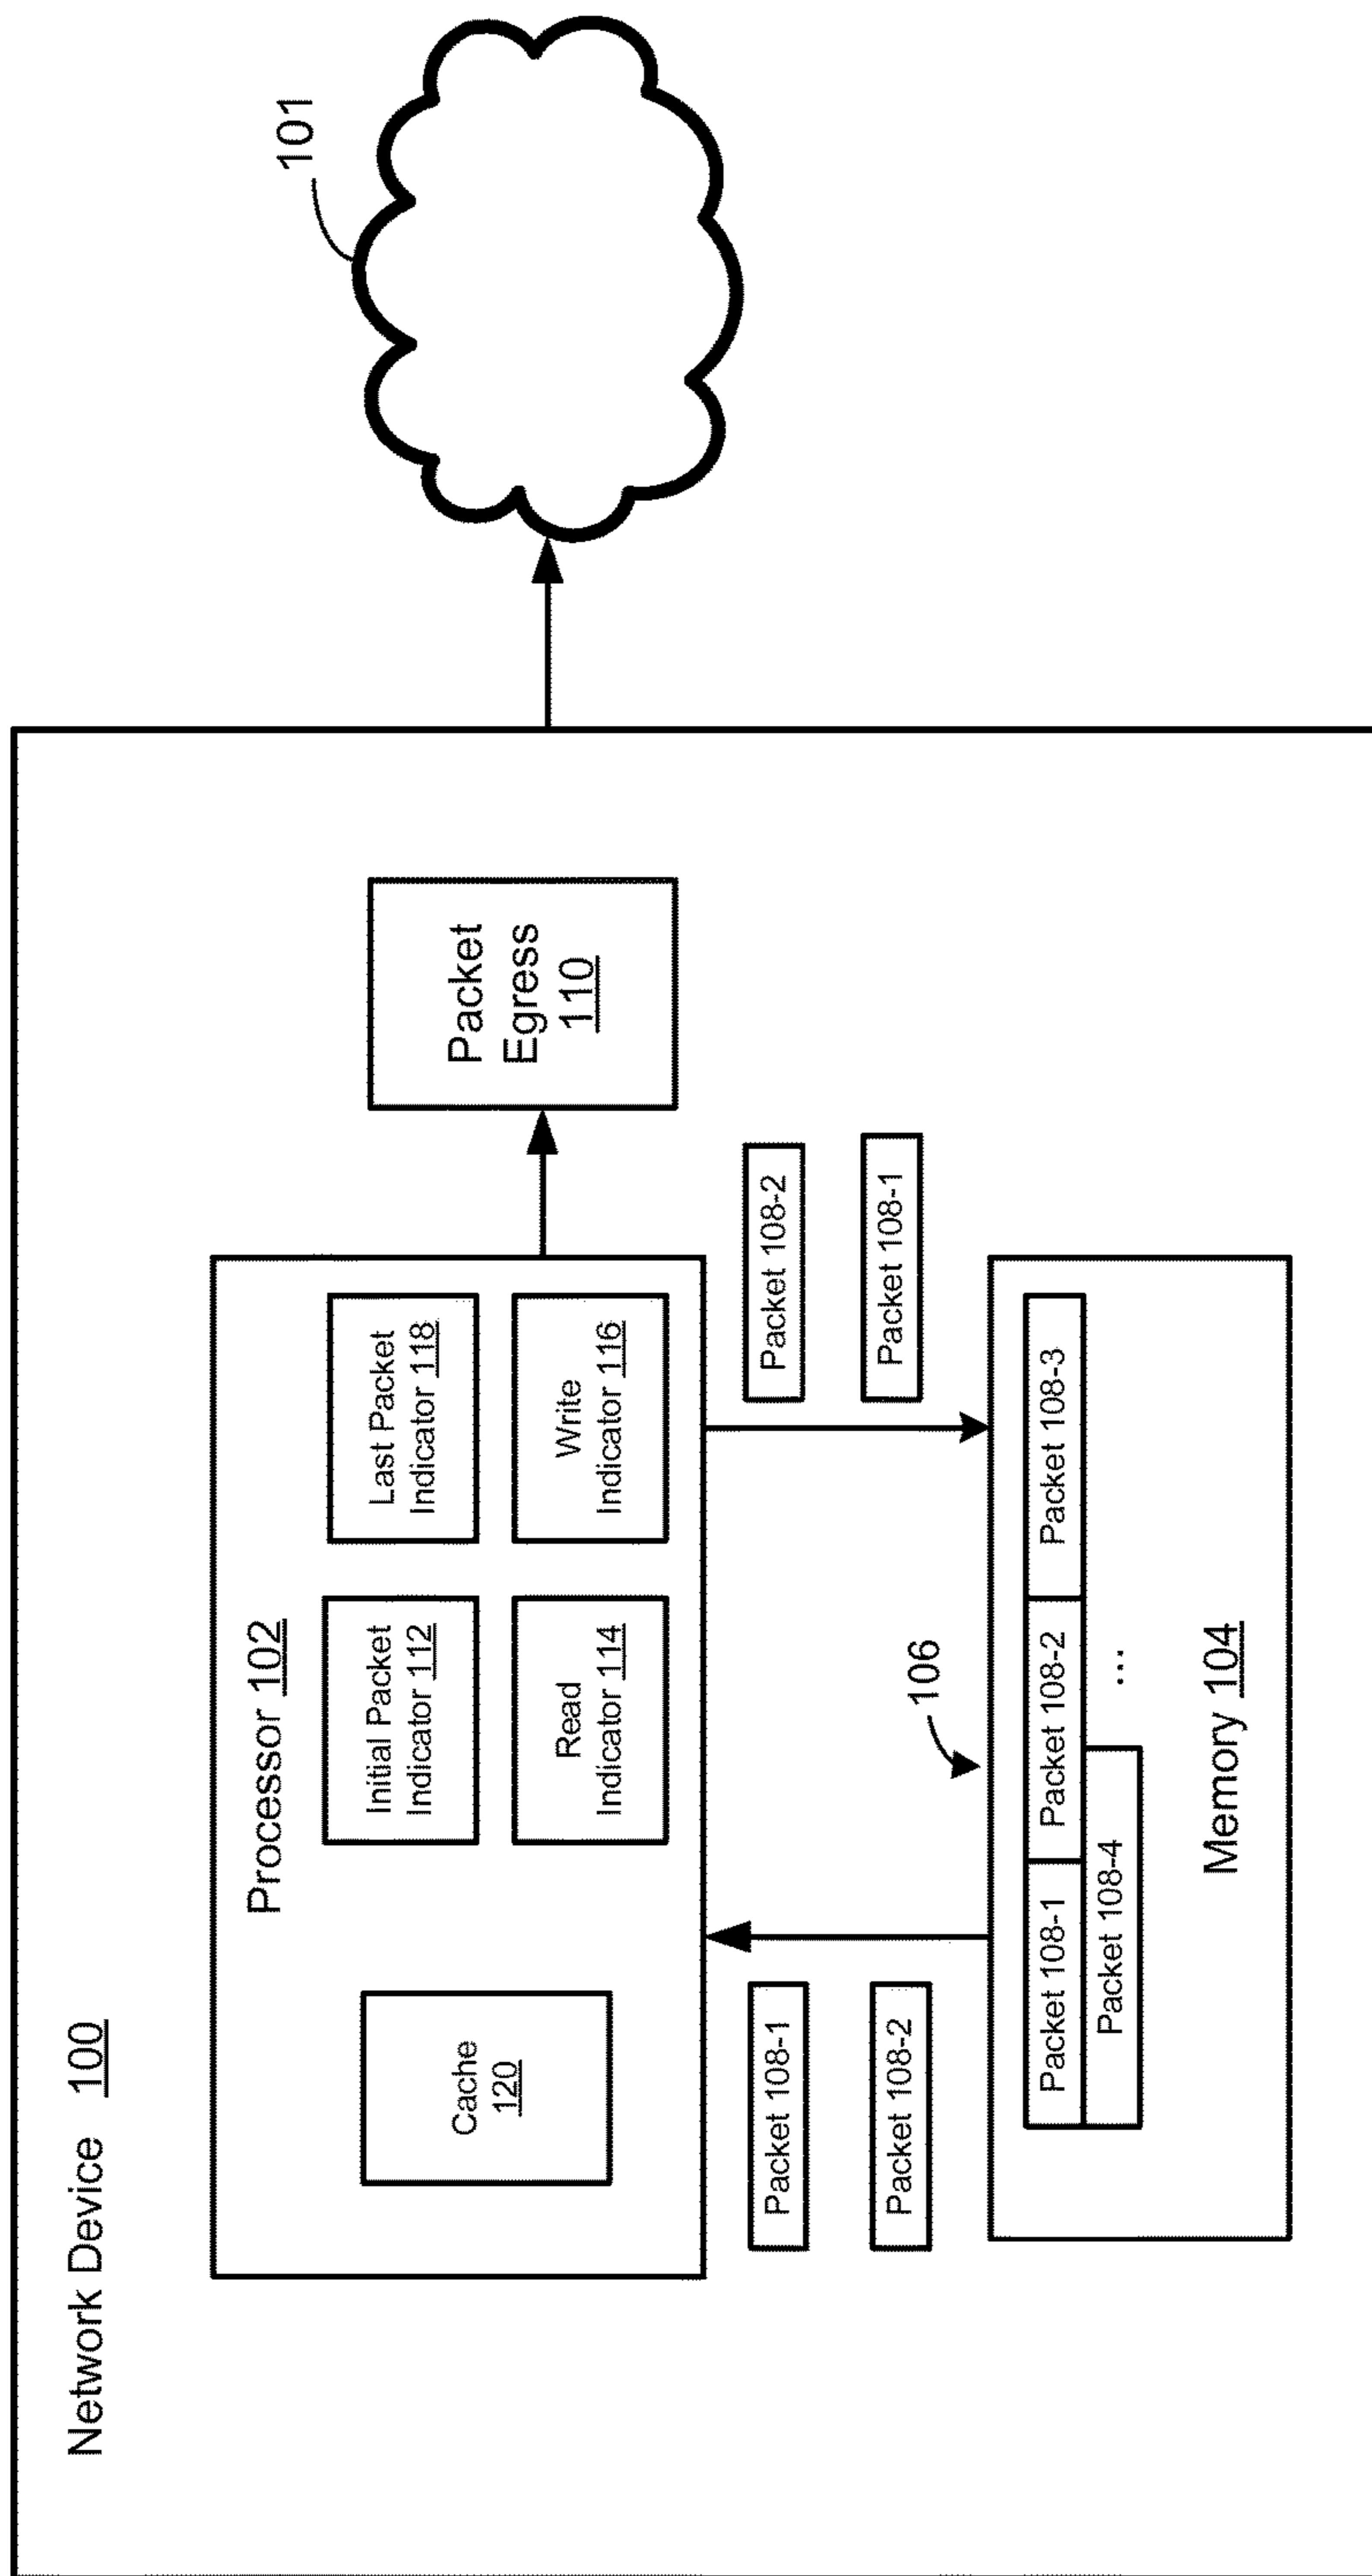 Network Device 100
101
Processor 102
Cache
120
Initial Packet
Indicator 112
Last Packet
Indicator 118
Read
Indicator 114
Write
Indicator 116
Packet
Egress
110
Packet 108-1
Packet 108-2
Packet 108-2
Packet 108-1
106
Packet 108-1
Packet 108-2
Packet 108-3
Packet 108-4
...
Memory 104